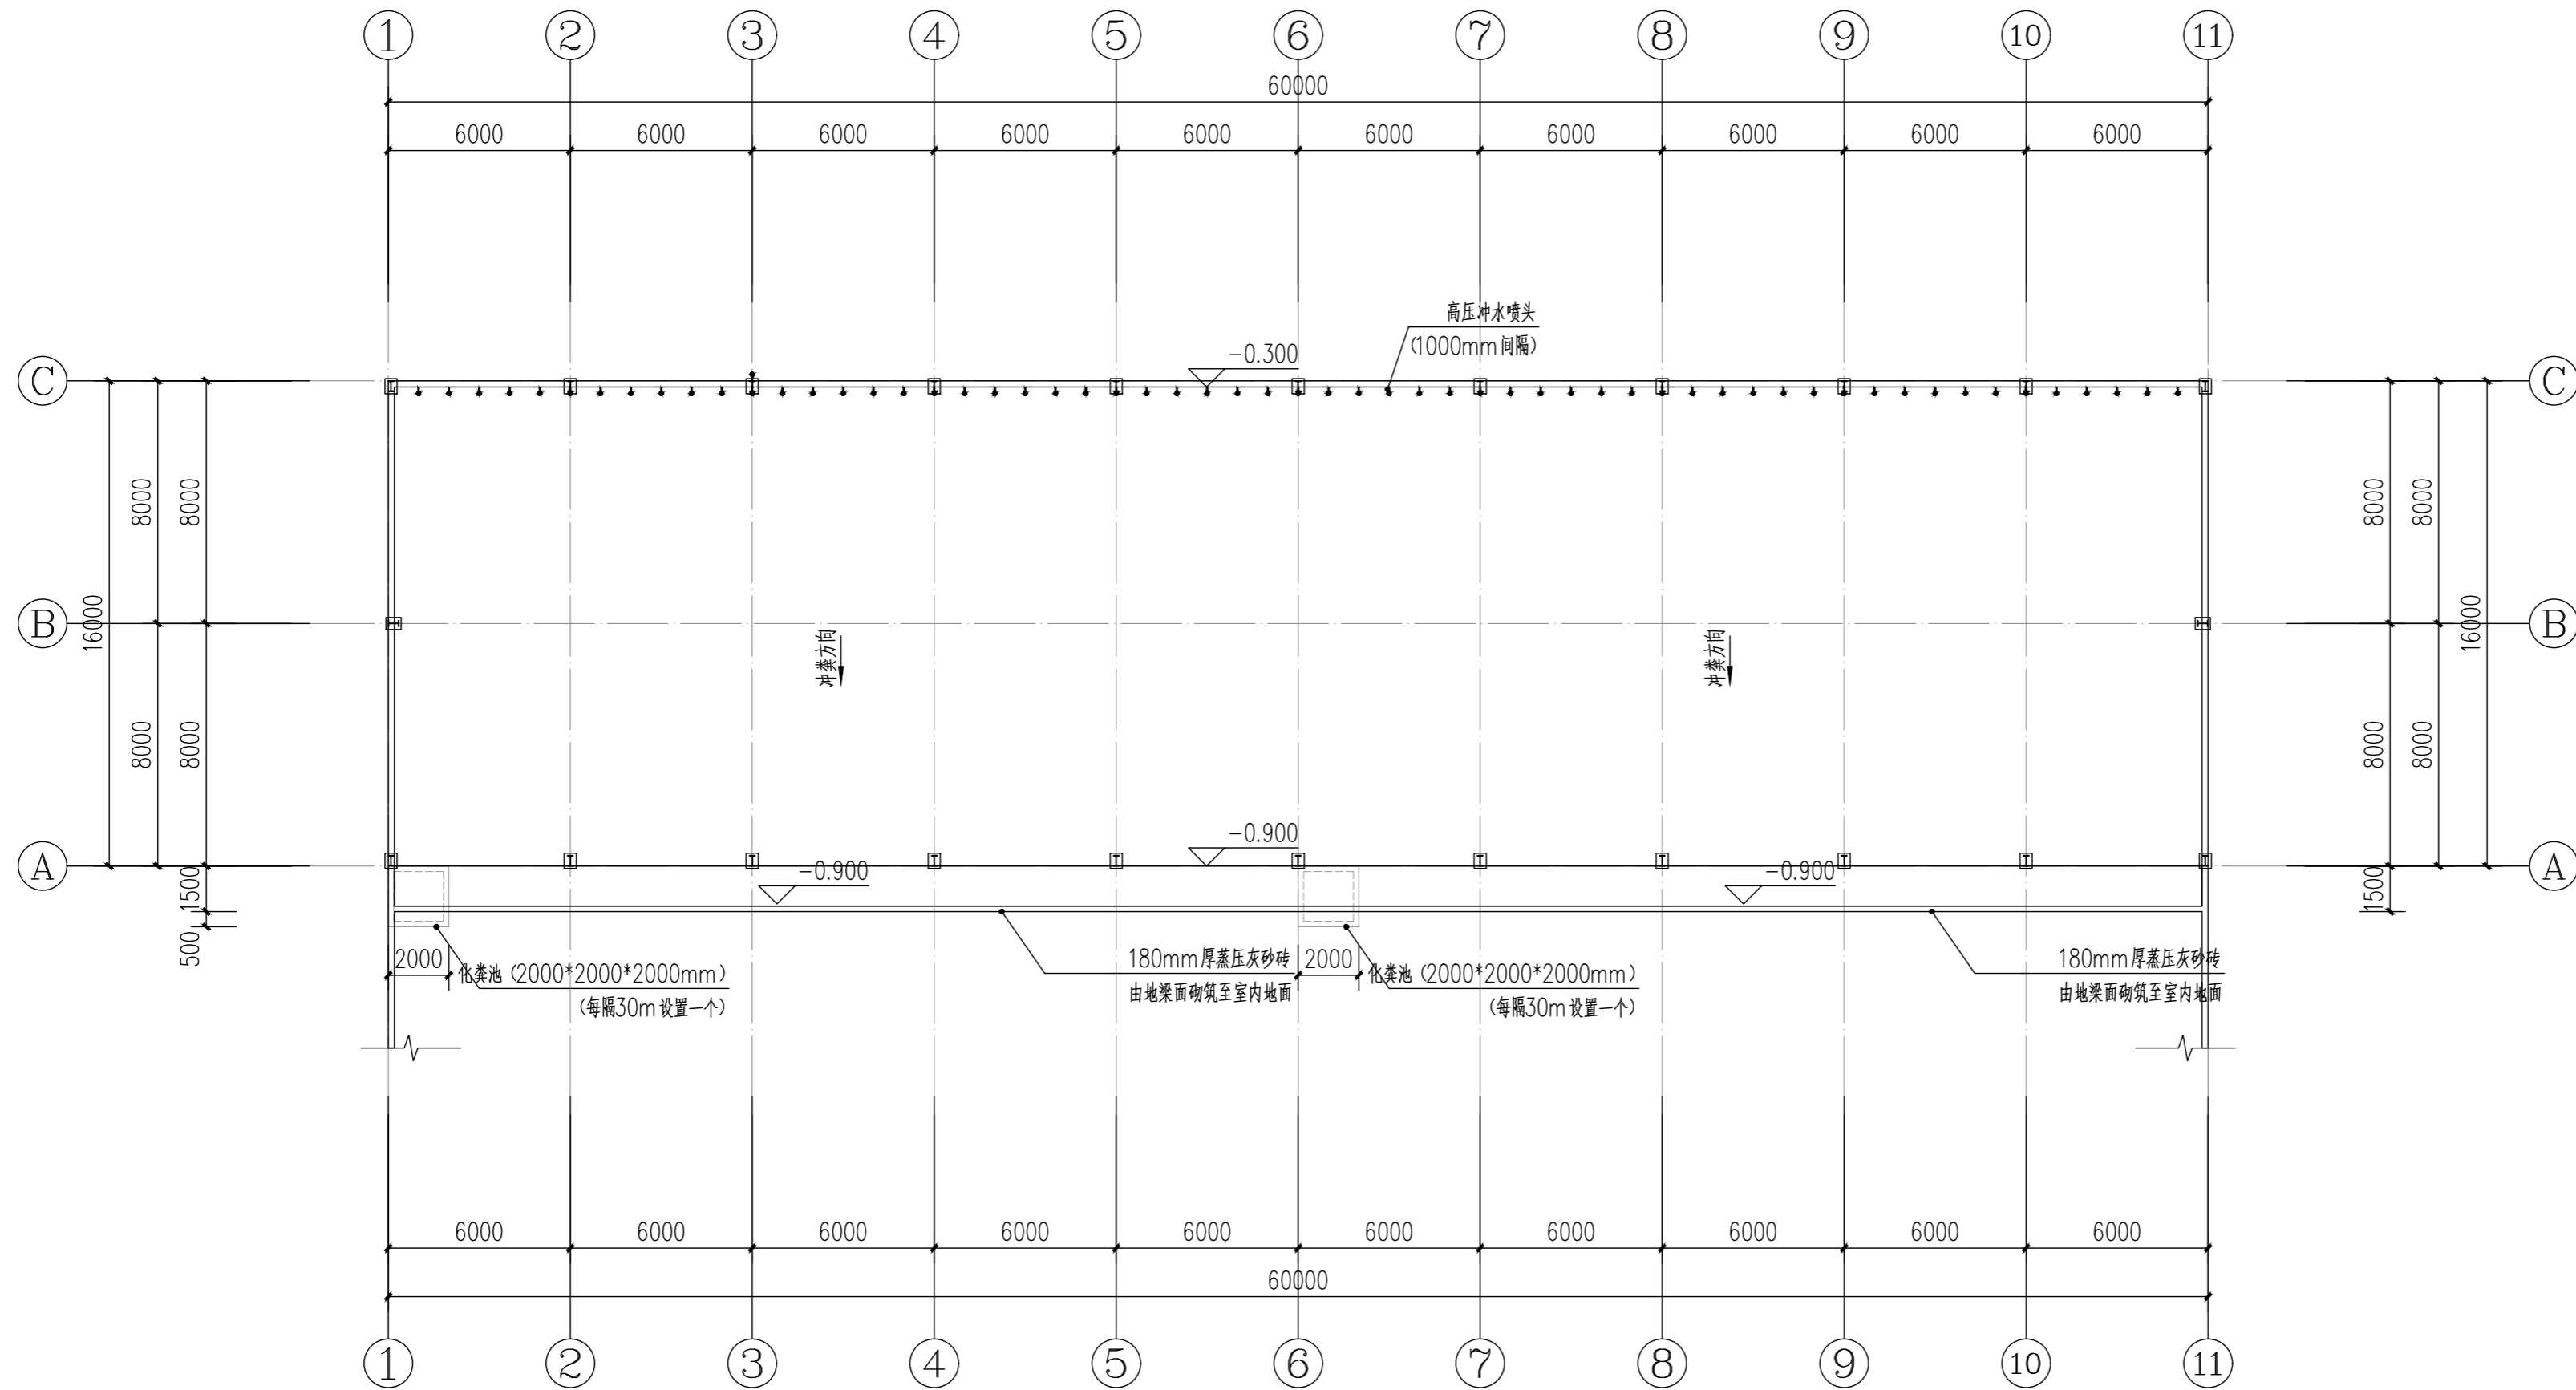 1 2 3 4 5 6 7 8 9 10 11
60000
6000 6000 6000 6000 6000 6000 6000 6000 6000 6000
高压冲水喷头
(1000mm间隔)
-0.300
C C
8000 8000 8000 8000
B 16000 16000 B
冲粪方向 冲粪方向
8000 8000 8000 8000
-0.900
A A
-0.900 -0.900
1500 1500
500
2000 2000
化粪池(2000*2000*2000mm)
(每隔30m设置一个)
180mm厚蒸压灰砂砖
由地梁面砌筑至室内地面
化粪池(2000*2000*2000mm)
(每隔30m设置一个)
180mm厚蒸压灰砂砖
由地梁面砌筑至室内地面
6000 6000 6000 6000 6000 6000 6000 6000 6000 6000
60000
1 2 3 4 5 6 7 8 9 10 11